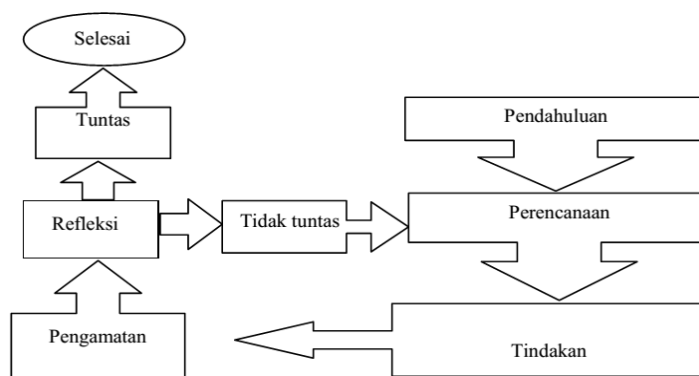 Selesai
Tuntas
Pendahuluan
Refleksi
Tidak tuntas
Perencanaan
Pengamatan
Tindakan